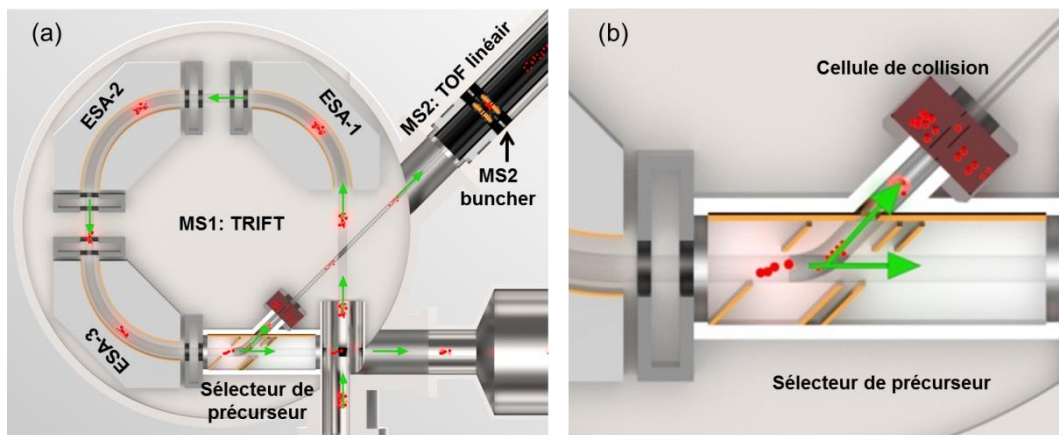 (a)
ESA-2
ESA-1
MS2: TOF linéair
MS2
buncher
MS1: TRIFT
ESA-3
Sélecteur de
précurseur
(b)
Cellule de collision
Sélecteur de précurseur